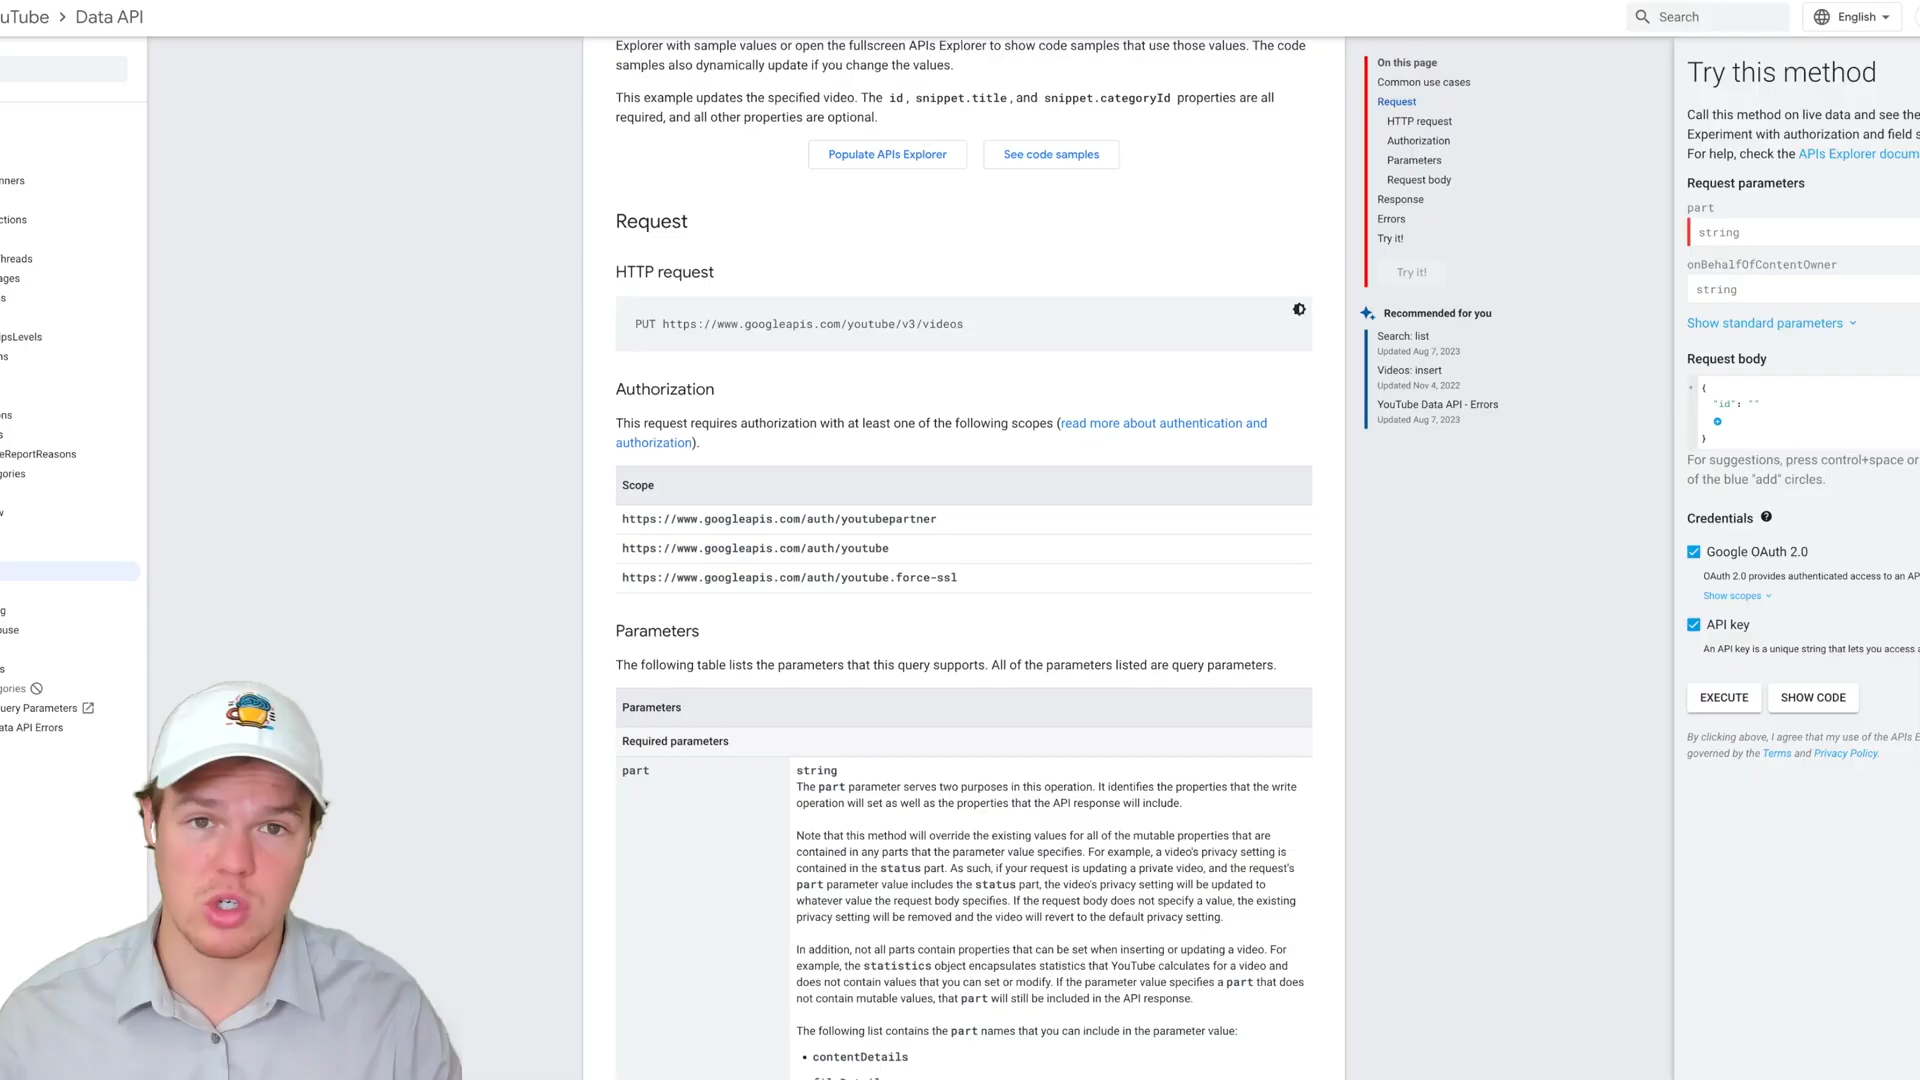 uTube > Data API
Search
English
Explorer with sample values or open the fullscreen APIs Explorer to show code samples that use those values. The code
samples also dynamically update if you change the values.
This example updates the specified video. The id, snippet.title, and snippet.categoryId properties are all
required, and all other properties are optional.
Populate APIs Explorer
See code samples
Request
HTTP request
PUT https://www.googleapis.com/youtube/v3/videos
Authorization
This request requires authorization with at least one of the following scopes (read more about authentication and
authorization).
Scope
https://www.googleapis.com/auth/youtubepartner
https://www.googleapis.com/auth/youtube
https://www.googleapis.com/auth/youtube.force-ssl
Parameters
The following table lists the parameters that this query supports. All of the parameters listed are query parameters.
Parameters
Required parameters
part
string
The part parameter serves two purposes in this operation. It identifies the properties that the write
operation will set as well as the properties that the API response will include.
Note that this method will override the existing values for all of the mutable properties that are
contained in any parts that the parameter value specifies. For example, a video's privacy setting is
contained in the status part. As such, if your request is updating a private video, and the request's
part parameter value includes the status part, the video's privacy setting will be updated to
whatever value the request body specifies. If the request body does not specify a value, the existing
privacy setting will be removed and the video will revert to the default privacy setting.
In addition, not all parts contain properties that can be set when inserting or updating a video. For
example, the statistics object encapsulates statistics that YouTube calculates for a video and
does not contain values that you can set or modify. If the parameter value specifies a part that does
not contain mutable values, that part will still be included in the API response.
The following list contains the part names that you can include in the parameter value:
• contentDetails
nners
ctions
hreads
ages
s
ipsLevels
ns
ons
s
eReportReasons
gories
w
g
ouse
s
gories
uery Parameters
ata API Errors
On this page
Common use cases
Request
HTTP request
Authorization
Parameters
Request body
Response
Errors
Try it!
Try it!
Recommended for you
Search: list
Updated Aug 7, 2023
Videos: insert
Updated Nov 4, 2022
YouTube Data API - Errors
Updated Aug 7, 2023
Try this method
Call this method on live data and see the
Experiment with authorization and field s
For help, check the APIs Explorer docum
Request parameters
part
string
onBehalfOfContentOwner
string
Show standard parameters
Request body
{
"id": ""
}
For suggestions, press control+space or
of the blue "add" circles.
Credentials
Google OAuth 2.0
OAuth 2.0 provides authenticated access to an AP
Show scopes
API key
An API key is a unique string that lets you access a
EXECUTE
SHOW CODE
By clicking above, I agree that my use of the APIs E
governed by the Terms and Privacy Policy.